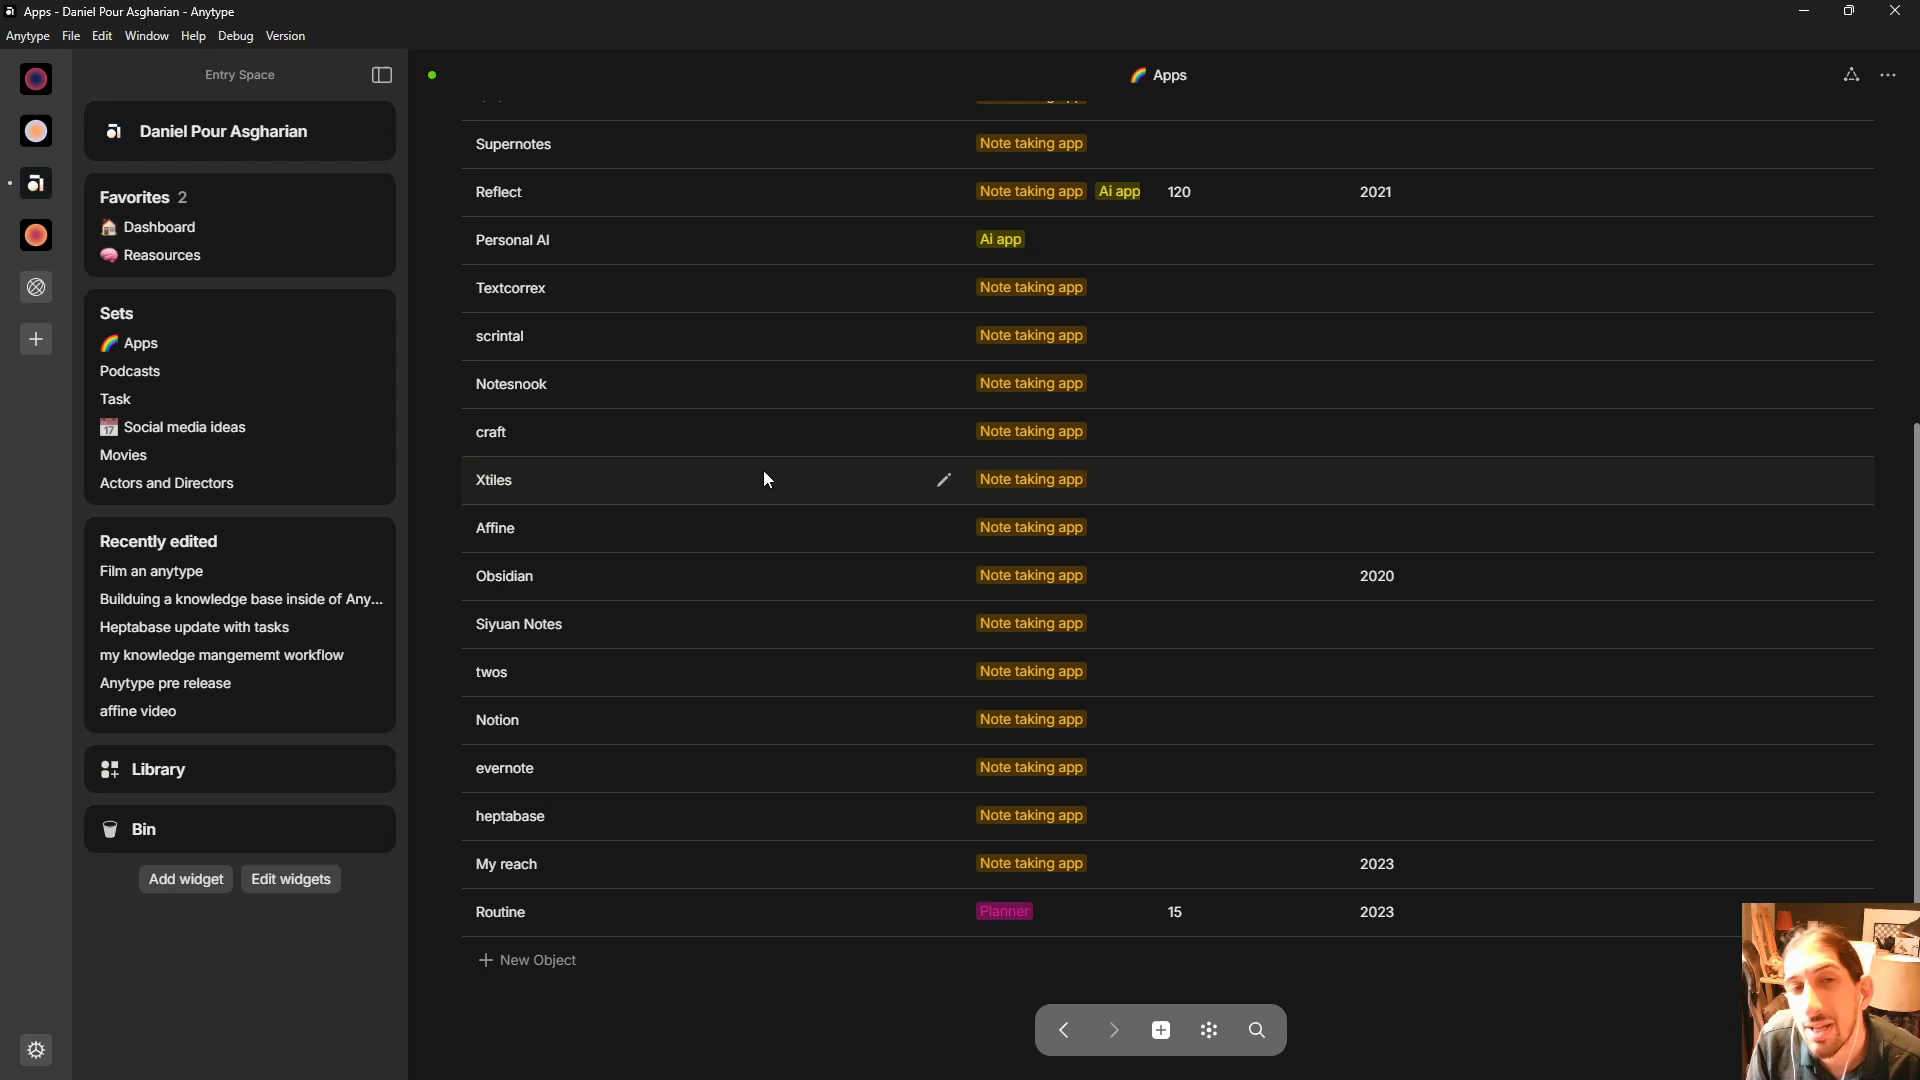 Apps - Daniel Pour Asgharian - Anytype
Anytype File Edit Window Help Debug Version
Entry Space
Daniel Pour Asgharian
Favorites 2
Dashboard
Reasources
Sets
Apps
Podcasts
Task
17 Social media ideas
Movies
Actors and Directors
Recently edited
Film an anytype
Builduing a knowledge base inside of Any...
Heptabase update with tasks
my knowledge mangememt workflow
Anytype pre release
affine video
Library
Bin
Add widget Edit widgets
Apps
Supernotes Note taking app
Reflect Note taking app Ai app 120 2021
Personal AI Ai app
Textcorrex Note taking app
scrintal Note taking app
Notesnook Note taking app
craft Note taking app
Xtiles Note taking app
Affine Note taking app
Obsidian Note taking app 2020
Siyuan Notes Note taking app
twos Note taking app
Notion Note taking app
evernote Note taking app
heptabase Note taking app
My reach Note taking app 2023
Routine Planner 15 2023
New Object